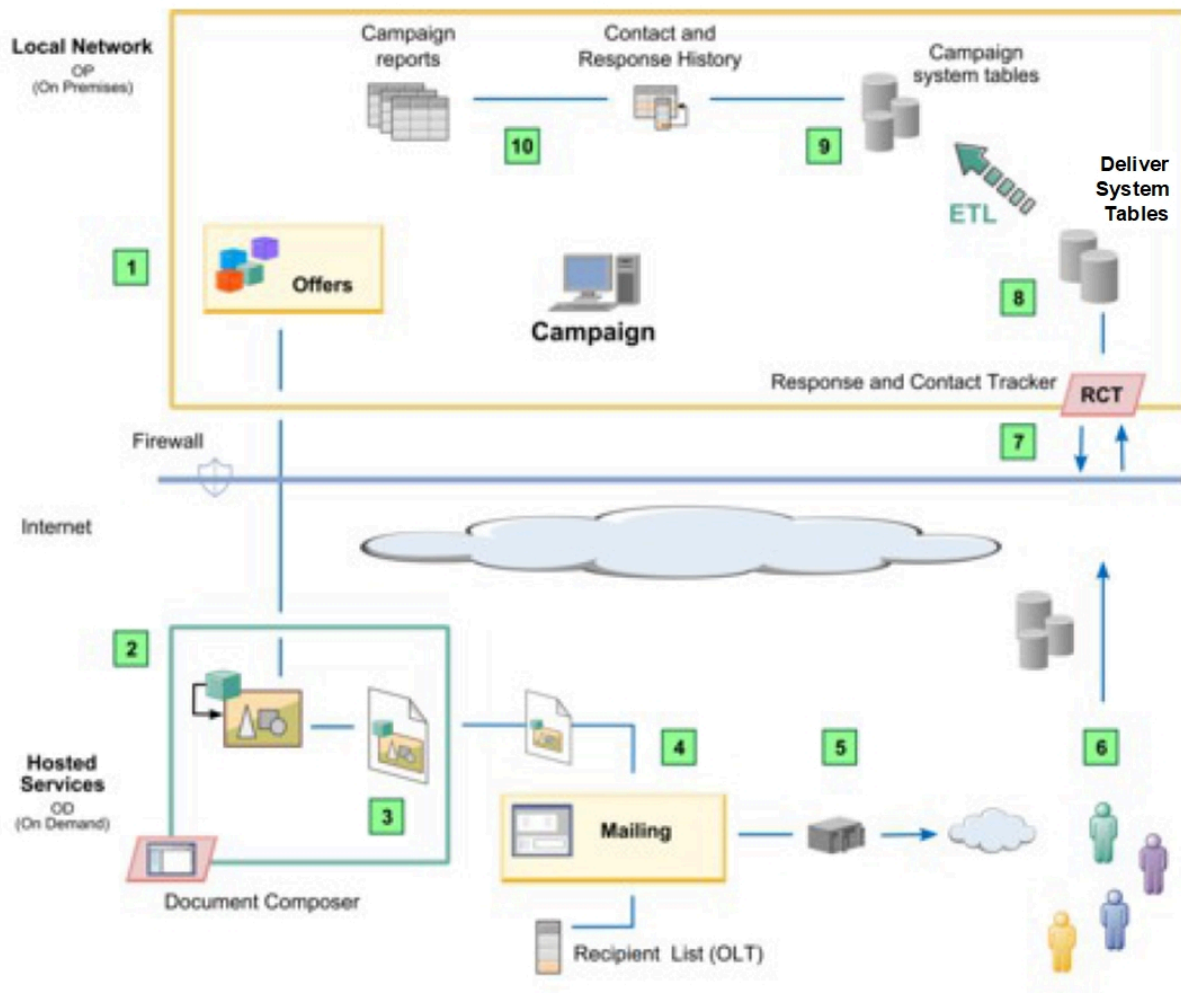 Local Network
OP
(On Premises)
Campaign
reports
Contact and
Response History
Campaign
system tables
10
9
Deliver
System
Tables
ETL
1
Offers
Campaign
8
Response and Contact Tracker
RCT
Firewall
7
Internet
2
Hosted
Services
OD
(On Demand)
3
4
5
6
Mailing
Document Composer
Recipient List (OLT)